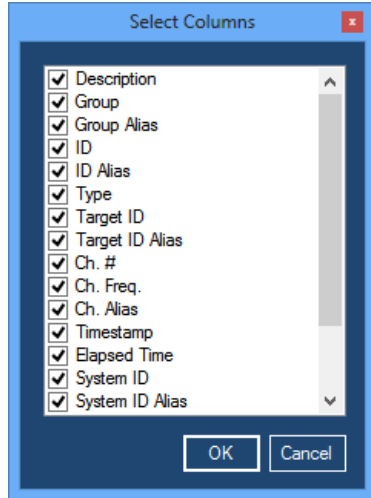 Select Columns
x
Description
Group
Group Alias
ID
ID Alias
Type
Target ID
Target ID Alias
Ch. #
Ch. Freq.
Ch. Alias
Timestamp
Elapsed Time
System ID
System ID Alias
OK
Cancel